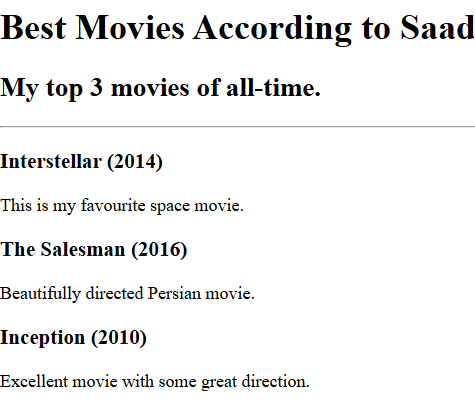 Best Movies According to Saad
My top 3 movies of all-time.
Interstellar (2014)
This is my favourite space movie.
The Salesman (2016)
Beautifully directed Persian movie.
Inception (2010)
Excellent movie with some great direction.